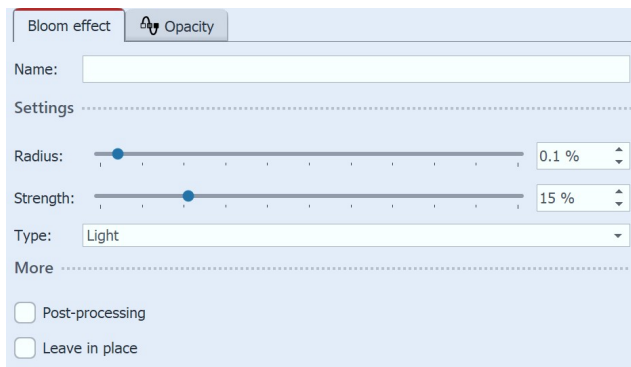 Bloom effect Opacity
Name:
Settings
Radius: 0.1 %
Strength: 15 %
Type: Light
More
Post-processing
Leave in place